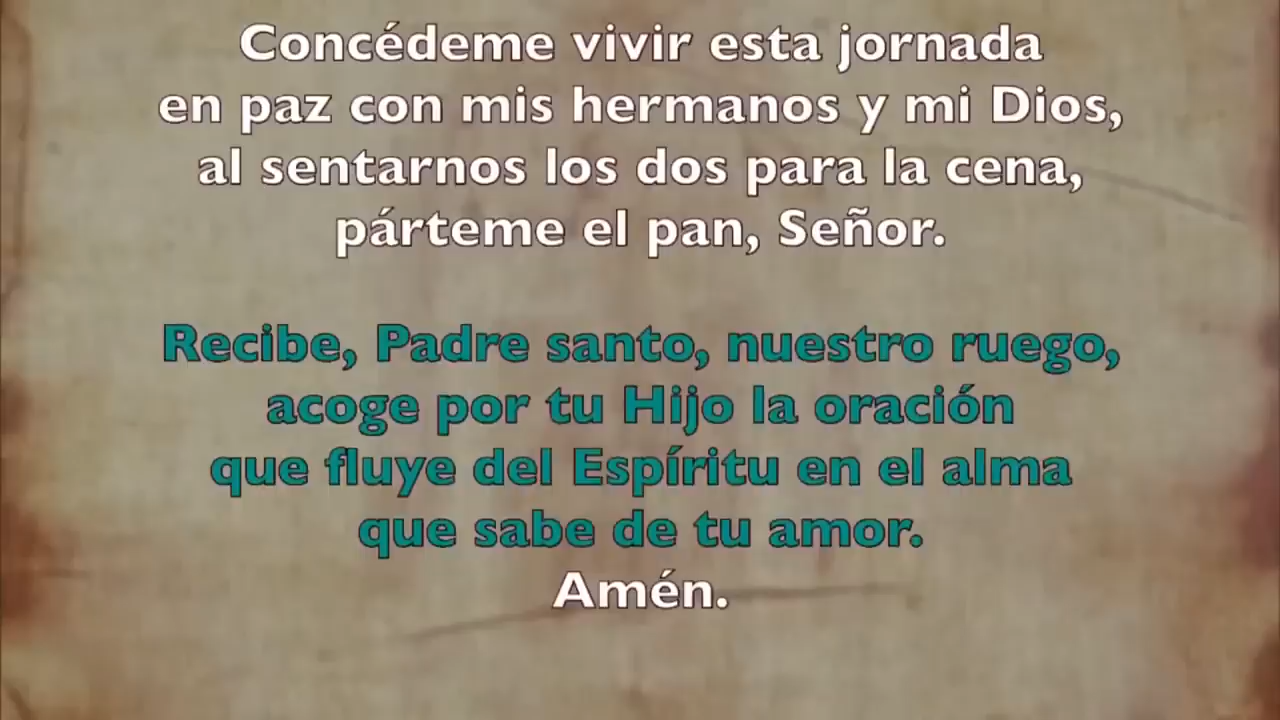 Concédeme vivir esta jornada
en paz con mis hermanos y mi Dios,
al sentarnos los dos para la cena,
párteme el pan, Señor.
Recibe, Padre santo, nuestro ruego,
acoge por tu Hijo la oración
que fluye del Espíritu en el alma
que sabe de tu amor.
Amén.